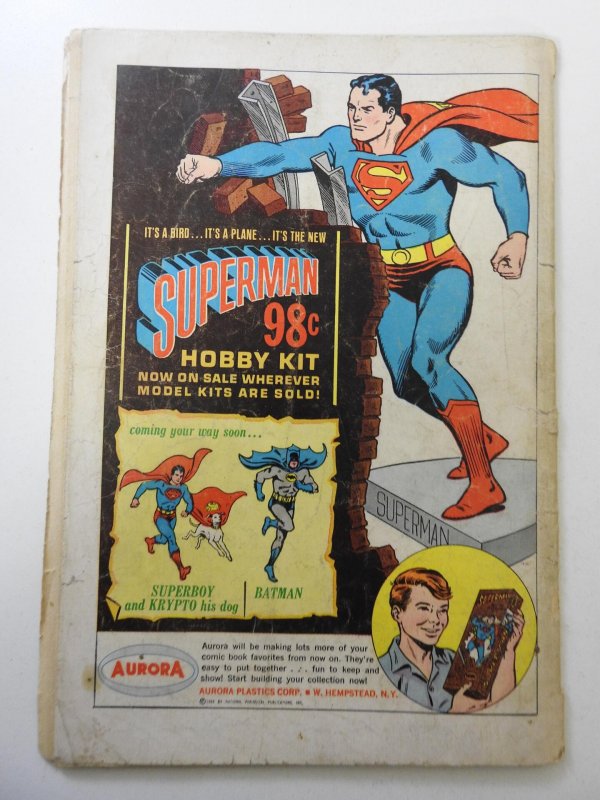 IT'S A BIRD...IT'S A PLANE...IT'S THE NEW
SUPERMAN
98¢
HOBBY KIT
NOW ON SALE WHEREVER
MODEL KITS ARE SOLD!
coming your way soon...
SUPERBOY
and KRYPTO his dog
BATMAN
SUPERMAN
SUPERMAN
AURORA
Aurora will be making lots more of your
comic book favorites from now on. They're
easy to put together . . . fun to keep and
show! Start building your collection now!
AURORA PLASTICS CORP. • W. HEMPSTEAD, N.Y.